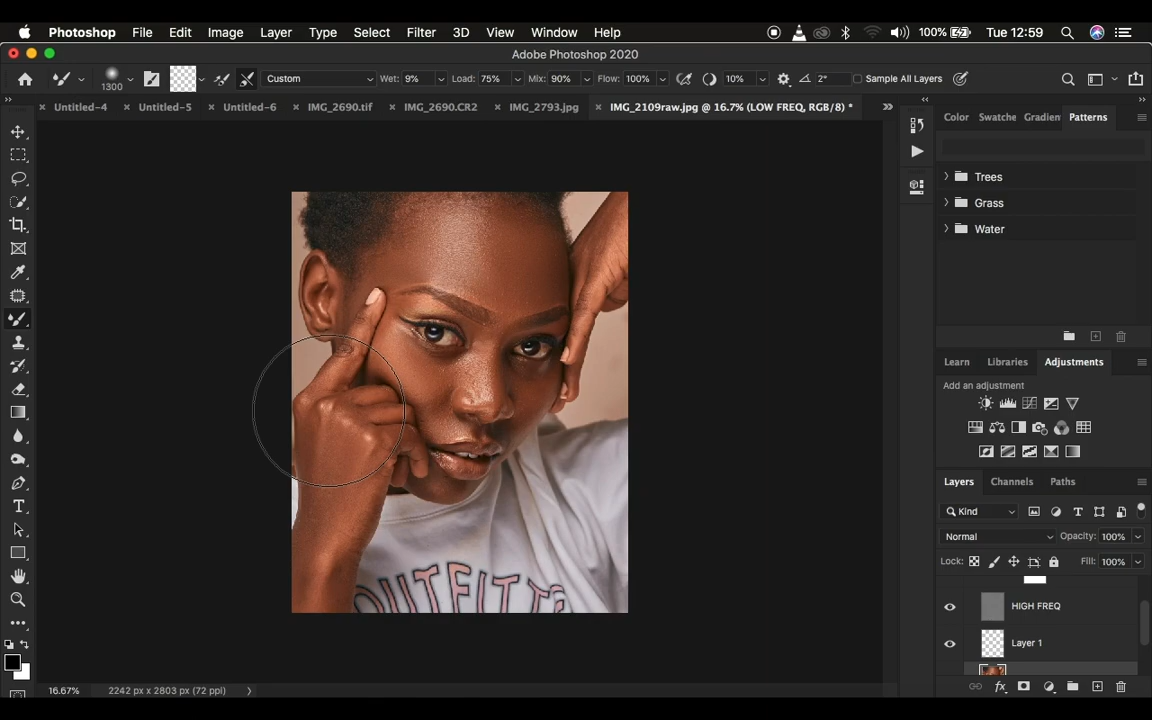 Photoshop File Edit Image Layer Type Select Filter 3D View Window Help 100% Tue 12:59
Adobe Photoshop 2020
1300 Custom Wet: 9% Load: 75% Mix: 90% Flow: 100% 10% 2° Sample All Layers
Untitled-4 Untitled-5 Untitled-6 IMG_2690.tif IMG_2690.CR2 IMG_2793.jpg IMG_2109raw.jpg @ 16.7% (LOW FREQ, RGB/8) *
Color Swatche Gradien Patterns
Trees
Grass
Water
Learn Libraries Adjustments
Add an adjustment
Layers Channels Paths
Kind
Normal Opacity: 100%
Lock: Fill: 100%
HIGH FREQ
Layer 1
OUTFITTE
16.67% 2242 px x 2803 px (72 ppi)